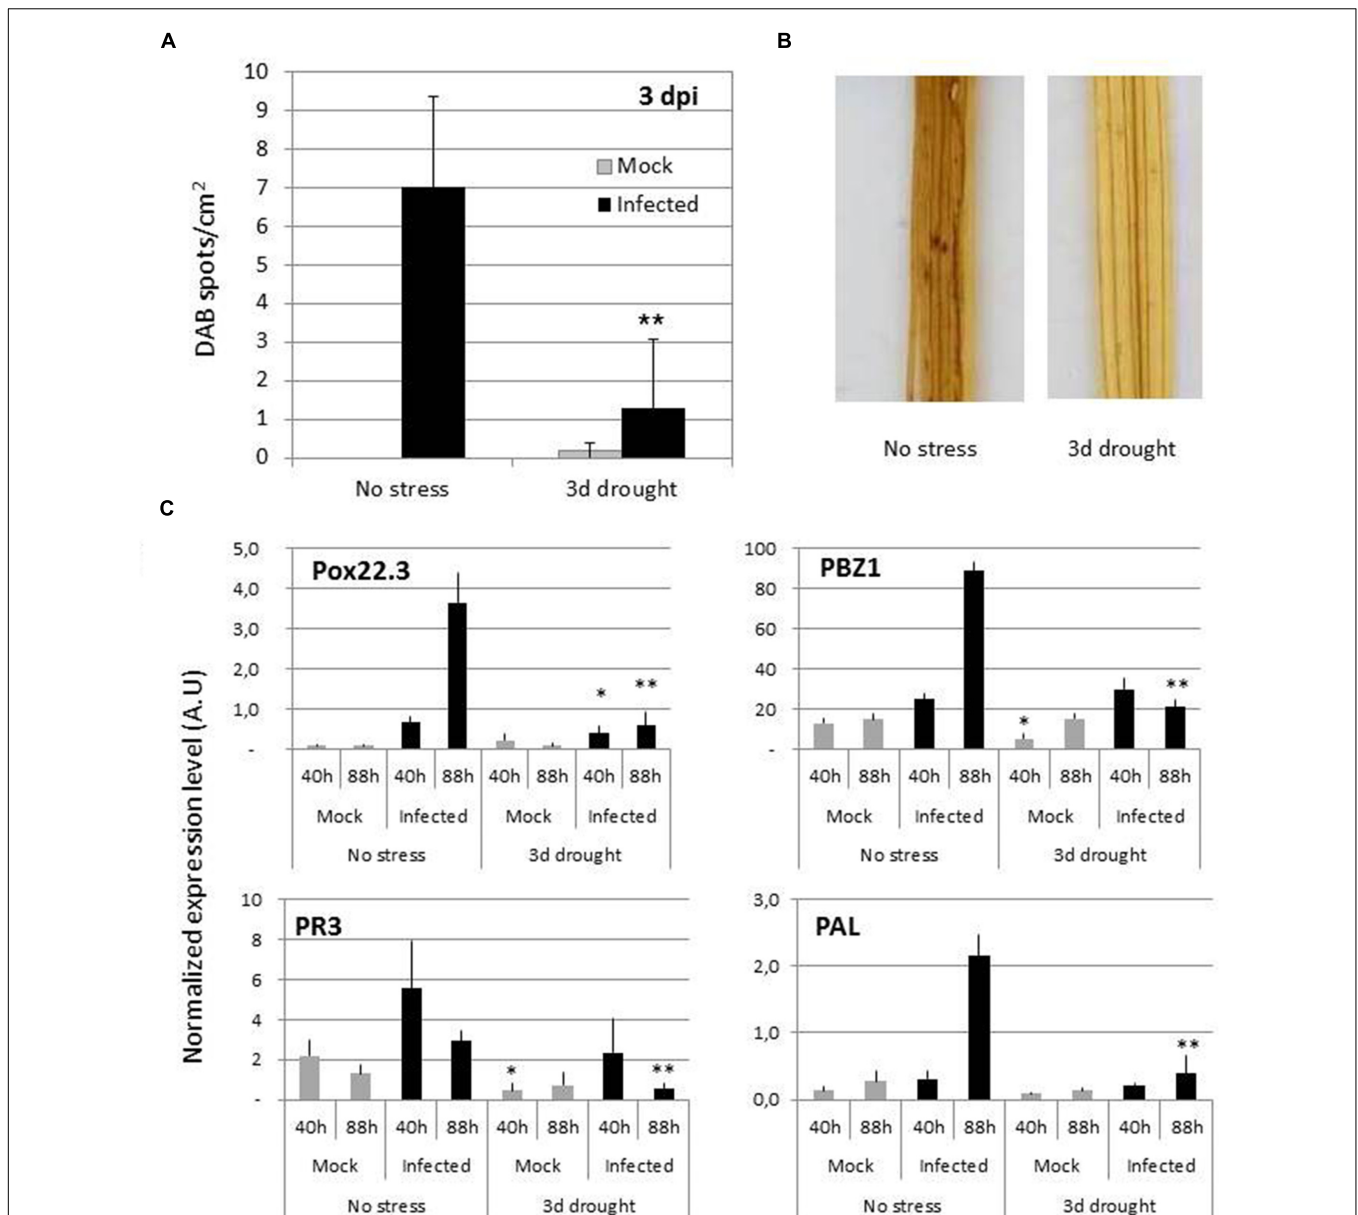 A
10
9
8
7
6
5
4
3
2
1
0
DAB spots/cm²
3 dpi
Mock
Infected
**
No stress 3d drought
B
No stress 3d drought
C
Normalized expression level (A.U)
Pox22.3
5,0
4,0
3,0
2,0
1,0
-
* **
40h 88h 40h 88h 40h 88h 40h 88h
Mock Infected Mock Infected
No stress 3d drought
PBZ1
100
80
60
40
20
-
* **
40h 88h 40h 88h 40h 88h 40h 88h
Mock Infected Mock Infected
No stress 3d drought
PR3
10
8
6
4
2
-
* **
40h 88h 40h 88h 40h 88h 40h 88h
Mock Infected Mock Infected
No stress 3d drought
PAL
3,0
2,0
1,0
0,0
**
40h 88h 40h 88h 40h 88h 40h 88h
Mock Infected Mock Infected
No stress 3d drought